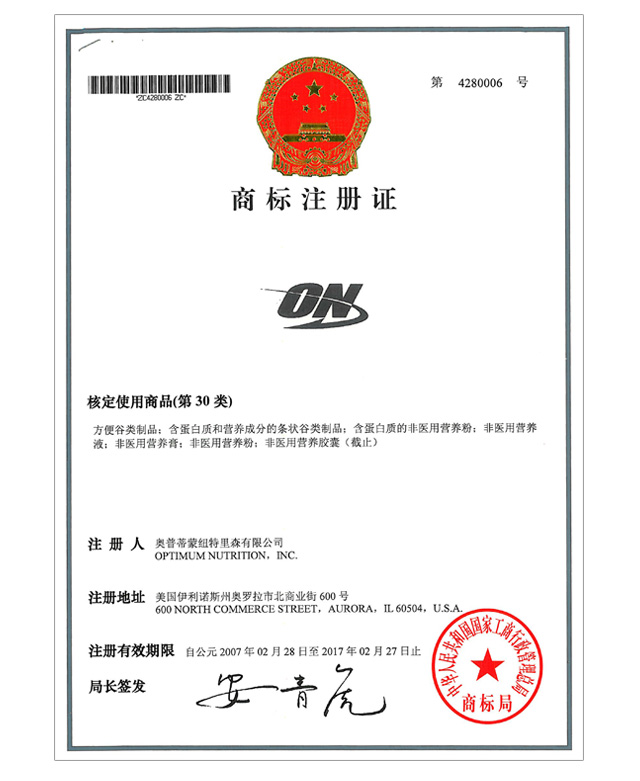 第 4280006 号
*ZC4280006 ZC*
商标注册证
ON
核定使用商品(第 30 类)
方便谷类制品；含蛋白质和营养成分的条状谷类制品；含蛋白质的非医用营养粉；非医用营养
液；非医用营养膏；非医用营养粉；非医用营养胶囊（截止）
注 册 人 奥普蒂蒙纽特里森有限公司
OPTIMUM NUTRITION，INC.
注册地址 美国伊利诺斯州奥罗拉市北商业街 600 号
600 NORTH COMMERCE STREET，AURORA，IL 60504，U.S.A.
注册有效期限 自公元 2007 年 02 月 28 日至 2017 年 02 月 27 日止
局长签发 安青虎
中华人民共和国国家工商行政管理总局
商标局